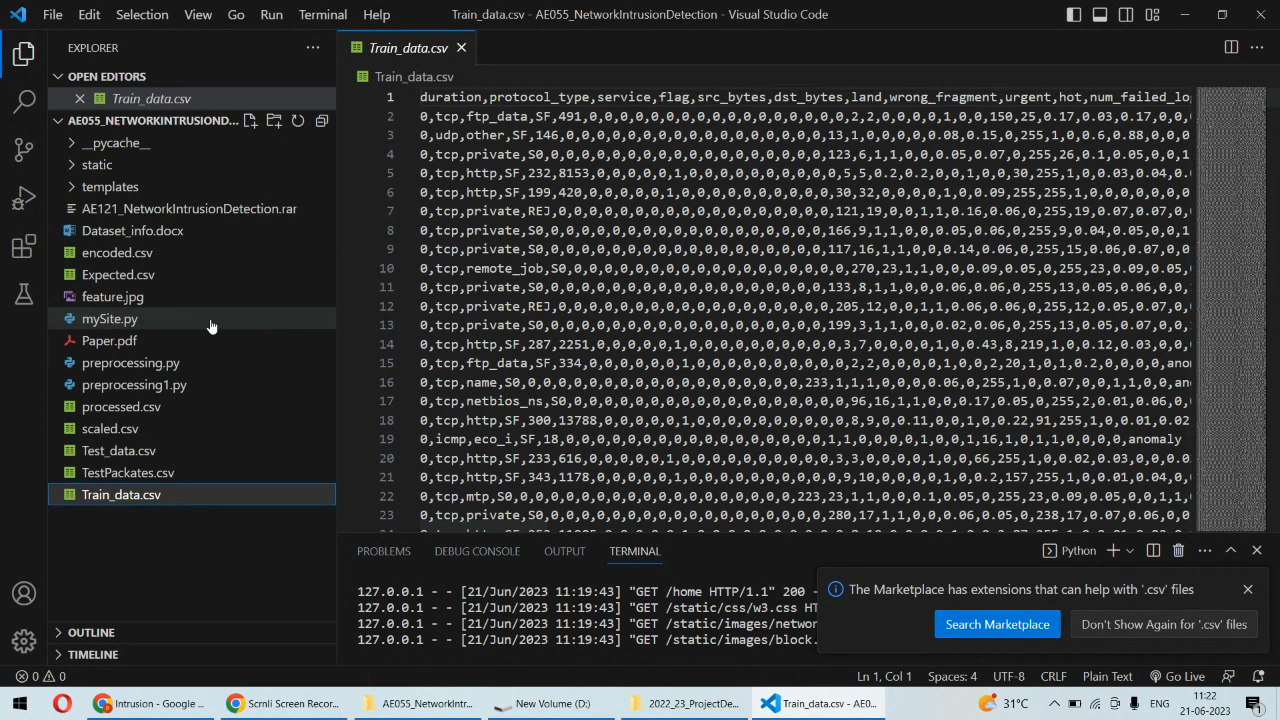 File Edit Selection View Go Run Terminal Help
Train_data.csv - AE055_NetworkIntrusionDetection - Visual Studio Code
EXPLORER
OPEN EDITORS
Train_data.csv
AE055_NETWORKINTRUSIOND...
__pycache__
static
templates
AE121_NetworkIntrusionDetection.rar
Dataset_info.docx
encoded.csv
Expected.csv
feature.jpg
mySite.py
Paper.pdf
preprocessing.py
preprocessing1.py
processed.csv
scaled.csv
Test_data.csv
TestPackates.csv
Train_data.csv
OUTLINE
TIMELINE
Train_data.csv
Train_data.csv
1 duration,protocol_type,service,flag,src_bytes,dst_bytes,land,wrong_fragment,urgent,hot,num_failed_lo
2 0,tcp,ftp_data,SF,491,0,0,0,0,0,0,0,0,0,0,0,0,0,0,0,0,0,2,2,0,0,0,0,1,0,0,150,25,0.17,0.03,0.17,0
3 0,udp,other,SF,146,0,0,0,0,0,0,0,0,0,0,0,0,0,0,0,0,0,13,1,0,0,0,0,0.08,0.15,0,255,1,0,0.6,0.88,0,0
4 0,tcp,private,S0,0,0,0,0,0,0,0,0,0,0,0,0,0,0,0,0,0,0,123,6,1,1,0,0,0.05,0.07,0,255,26,0.1,0.05,0,0,1
5 0,tcp,http,SF,232,8153,0,0,0,0,0,1,0,0,0,0,0,0,0,0,0,0,5,5,0.2,0.2,0,0,1,0,0,30,255,1,0,0.03,0.04,0
6 0,tcp,http,SF,199,420,0,0,0,0,0,1,0,0,0,0,0,0,0,0,0,0,30,32,0,0,0,0,1,0,0.09,255,255,1,0,0,0,0,0,0
7 0,tcp,private,REJ,0,0,0,0,0,0,0,0,0,0,0,0,0,0,0,0,0,0,121,19,0,0,1,1,0.16,0.06,0,255,19,0.07,0.07,0
8 0,tcp,private,S0,0,0,0,0,0,0,0,0,0,0,0,0,0,0,0,0,0,0,166,9,1,1,0,0,0.05,0.06,0,255,9,0.04,0.05,0,0,1
9 0,tcp,private,S0,0,0,0,0,0,0,0,0,0,0,0,0,0,0,0,0,0,0,117,16,1,1,0,0,0.14,0.06,0,255,15,0.06,0.07,0,0
10 0,tcp,remote_job,S0,0,0,0,0,0,0,0,0,0,0,0,0,0,0,0,0,0,0,270,23,1,1,0,0,0.09,0.05,0,255,23,0.09,0.05
11 0,tcp,private,S0,0,0,0,0,0,0,0,0,0,0,0,0,0,0,0,0,0,0,133,8,1,1,0,0,0.06,0.06,0,255,13,0.05,0.06,0,0
12 0,tcp,private,REJ,0,0,0,0,0,0,0,0,0,0,0,0,0,0,0,0,0,0,205,12,0,0,1,1,0.06,0.06,0,255,12,0.05,0.07,0
13 0,tcp,private,S0,0,0,0,0,0,0,0,0,0,0,0,0,0,0,0,0,0,0,199,3,1,1,0,0,0.02,0.06,0,255,13,0.05,0.07,0,0
14 0,tcp,http,SF,287,2251,0,0,0,0,0,1,0,0,0,0,0,0,0,0,0,0,3,7,0,0,0,0,1,0,0.43,8,219,1,0,0.12,0.03,0,0
15 0,tcp,ftp_data,SF,334,0,0,0,0,0,0,1,0,0,0,0,0,0,0,0,0,0,2,2,0,0,0,0,1,0,0,2,20,1,0,1,0.2,0,0,0,0,ano
16 0,tcp,name,S0,0,0,0,0,0,0,0,0,0,0,0,0,0,0,0,0,0,0,233,1,1,1,0,0,0,0.06,0,255,1,0,0.07,0,0,1,1,0,0,an
17 0,tcp,netbios_ns,S0,0,0,0,0,0,0,0,0,0,0,0,0,0,0,0,0,0,0,96,16,1,1,0,0,0.17,0.05,0,255,2,0.01,0.06,0
18 0,tcp,http,SF,300,13788,0,0,0,0,0,1,0,0,0,0,0,0,0,0,0,0,8,9,0,0.11,0,0,1,0,0.22,91,255,1,0,0.01,0.02
19 0,icmp,eco_i,SF,18,0,0,0,0,0,0,0,0,0,0,0,0,0,0,0,0,0,1,1,0,0,0,0,1,0,0,1,16,1,0,1,1,0,0,0,0,anomaly
20 0,tcp,http,SF,233,616,0,0,0,0,0,1,0,0,0,0,0,0,0,0,0,0,3,3,0,0,0,0,1,0,0,66,255,1,0,0.02,0.03,0,0,0
21 0,tcp,http,SF,343,1178,0,0,0,0,0,1,0,0,0,0,0,0,0,0,0,0,9,10,0,0,0,0,1,0,0.2,157,255,1,0,0.01,0.04,0
22 0,tcp,mtp,S0,0,0,0,0,0,0,0,0,0,0,0,0,0,0,0,0,0,0,223,23,1,1,0,0,0.1,0.05,0,255,23,0.09,0.05,0,0,1,1
23 0,tcp,private,S0,0,0,0,0,0,0,0,0,0,0,0,0,0,0,0,0,0,0,280,17,1,1,0,0,0.06,0.05,0,238,17,0.07,0.06,0
PROBLEMS DEBUG CONSOLE OUTPUT TERMINAL
Python
127.0.0.1 - - [21/Jun/2023 11:19:43] "GET /home HTTP/1.1" 200 -
127.0.0.1 - - [21/Jun/2023 11:19:43] "GET /static/css/w3.css HT
127.0.0.1 - - [21/Jun/2023 11:19:43] "GET /static/images/networ
127.0.0.1 - - [21/Jun/2023 11:19:43] "GET /static/images/block.
The Marketplace has extensions that can help with '.csv' files
Search Marketplace
Don't Show Again for '.csv' files
0 0
Ln 1, Col 1 Spaces: 4 UTF-8 CRLF Plain Text Go Live
Intrusion - Google ...
Scrnli Screen Recor...
AE055_NetworkIntr...
New Volume (D:)
2022_23_ProjectDe...
Train_data.csv - AE0...
31°C
ENG
11:22
21-06-2023
1